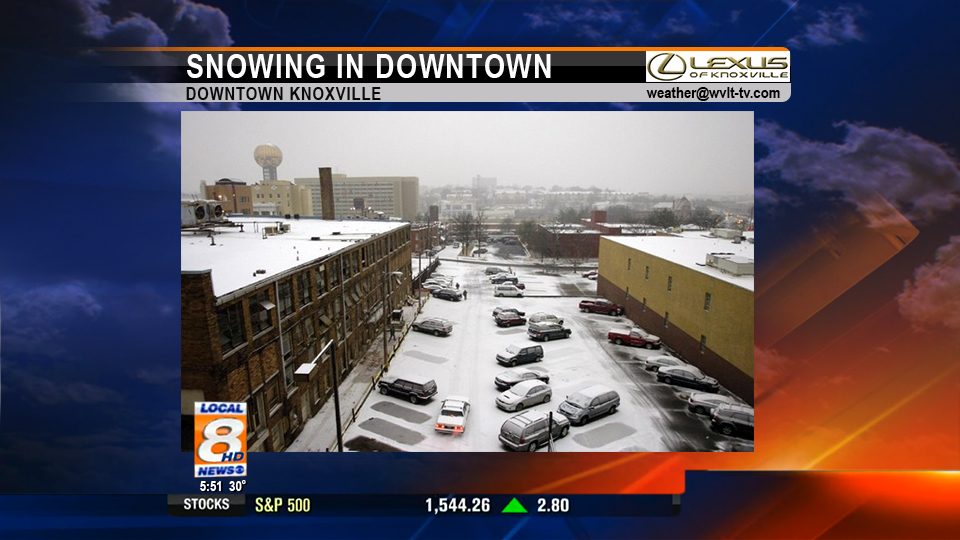 SNOWING IN DOWNTOWN
LEXUS
OF KNOXVILLE
DOWNTOWN KNOXVILLE
weather@wvlt-tv.com
LOCAL
8
HD
NEWS
5:51 30°
STOCKS S&P 500 1,544.26 2.80